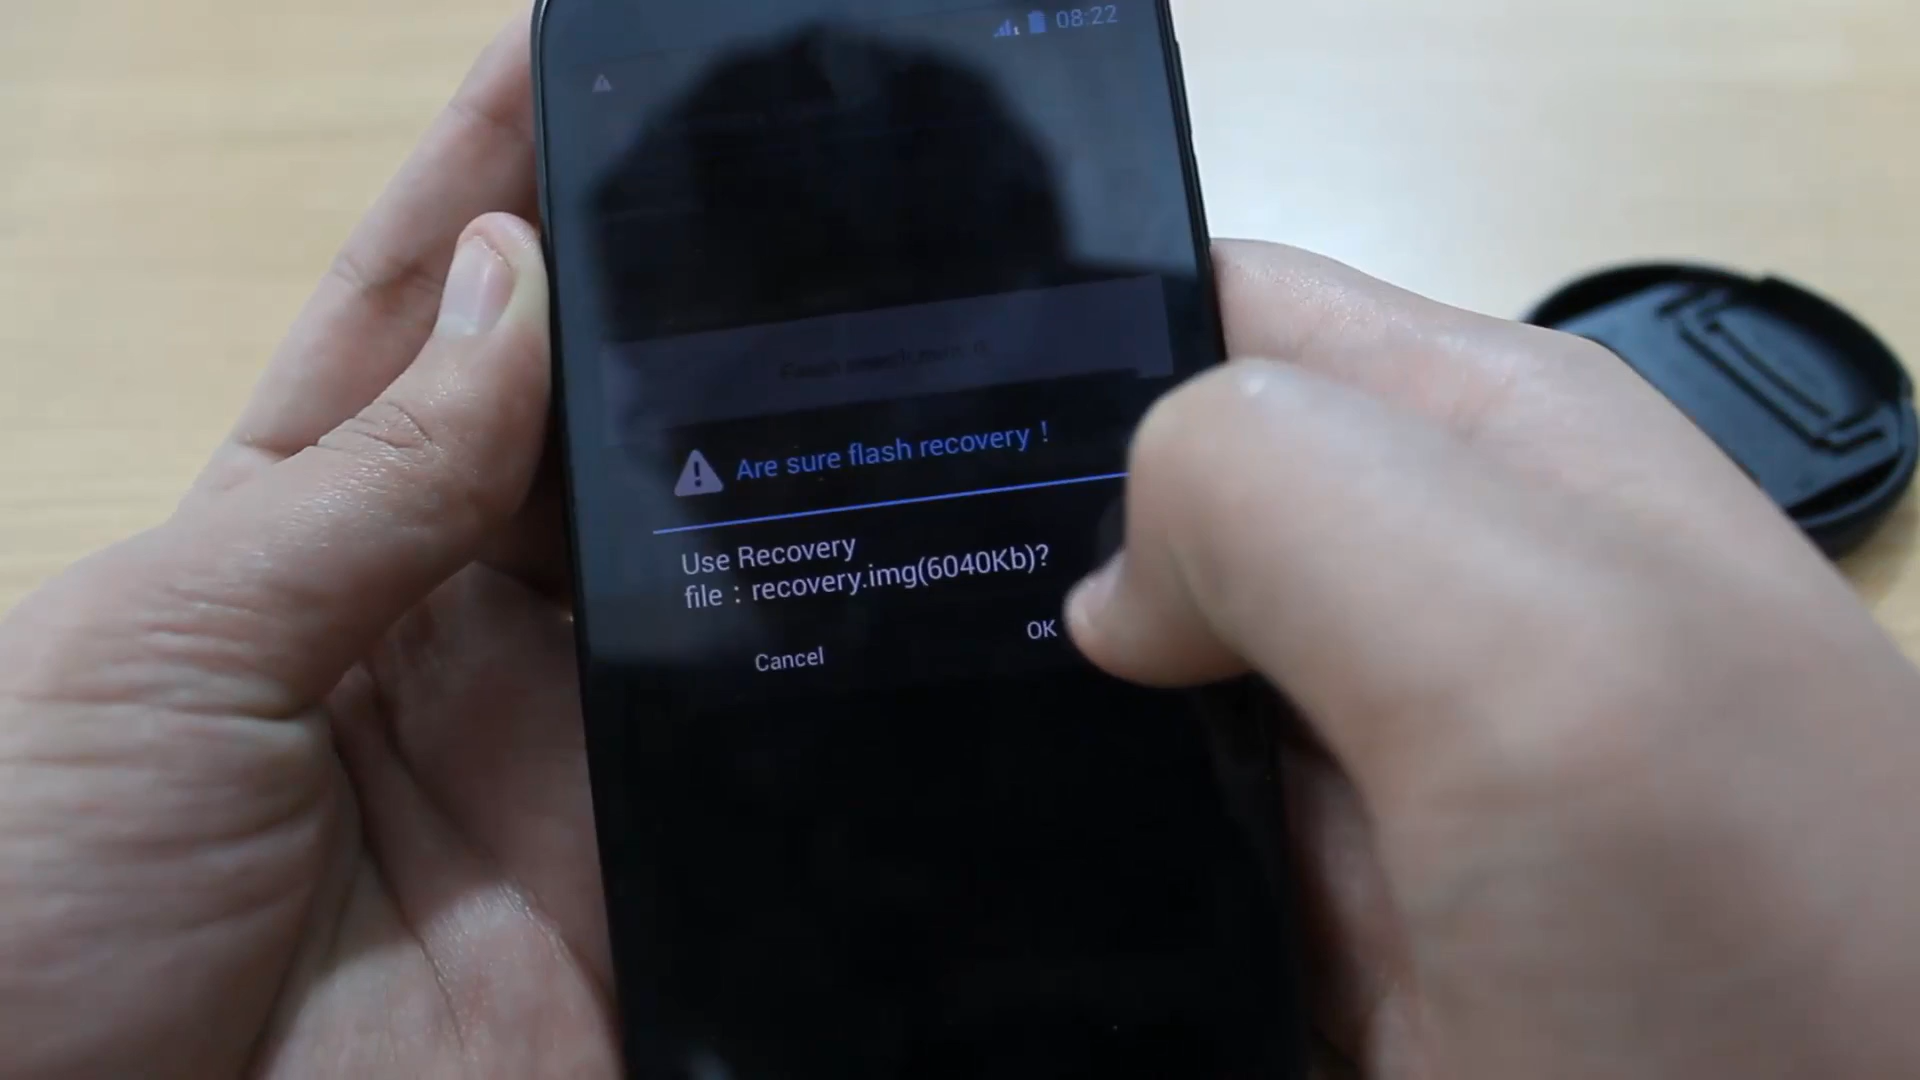 08:22
Are sure flash recovery !
Use Recovery
file : recovery.img(6040Kb)?
OK
Cancel